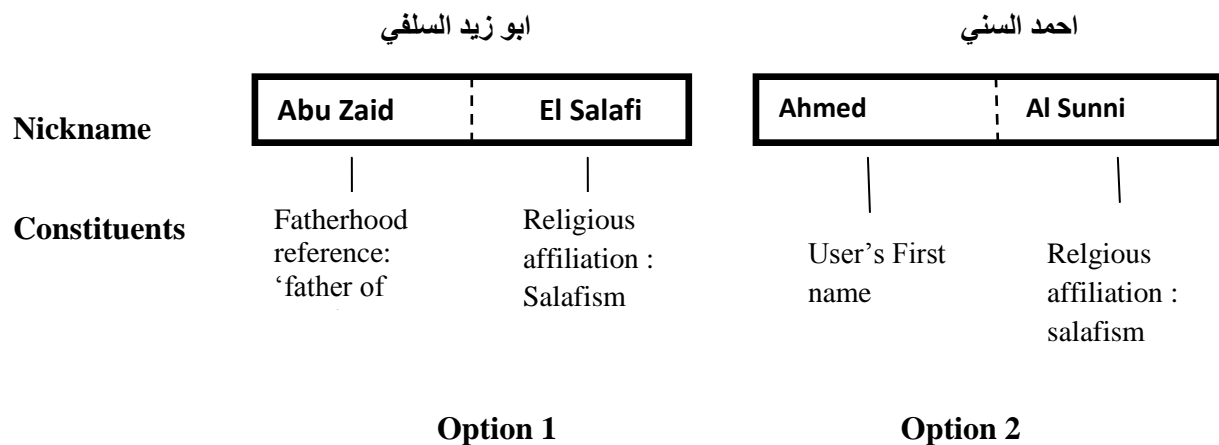 ابو زيد السلفي
احمد السني
Nickname
Abu Zaid
El Salafi
Ahmed
Al Sunni
Constituents
Fatherhood
reference:
‘father of
Religious
affiliation :
Salafism
User’s First
name
Relgious
affiliation :
salafism
Option 1
Option 2